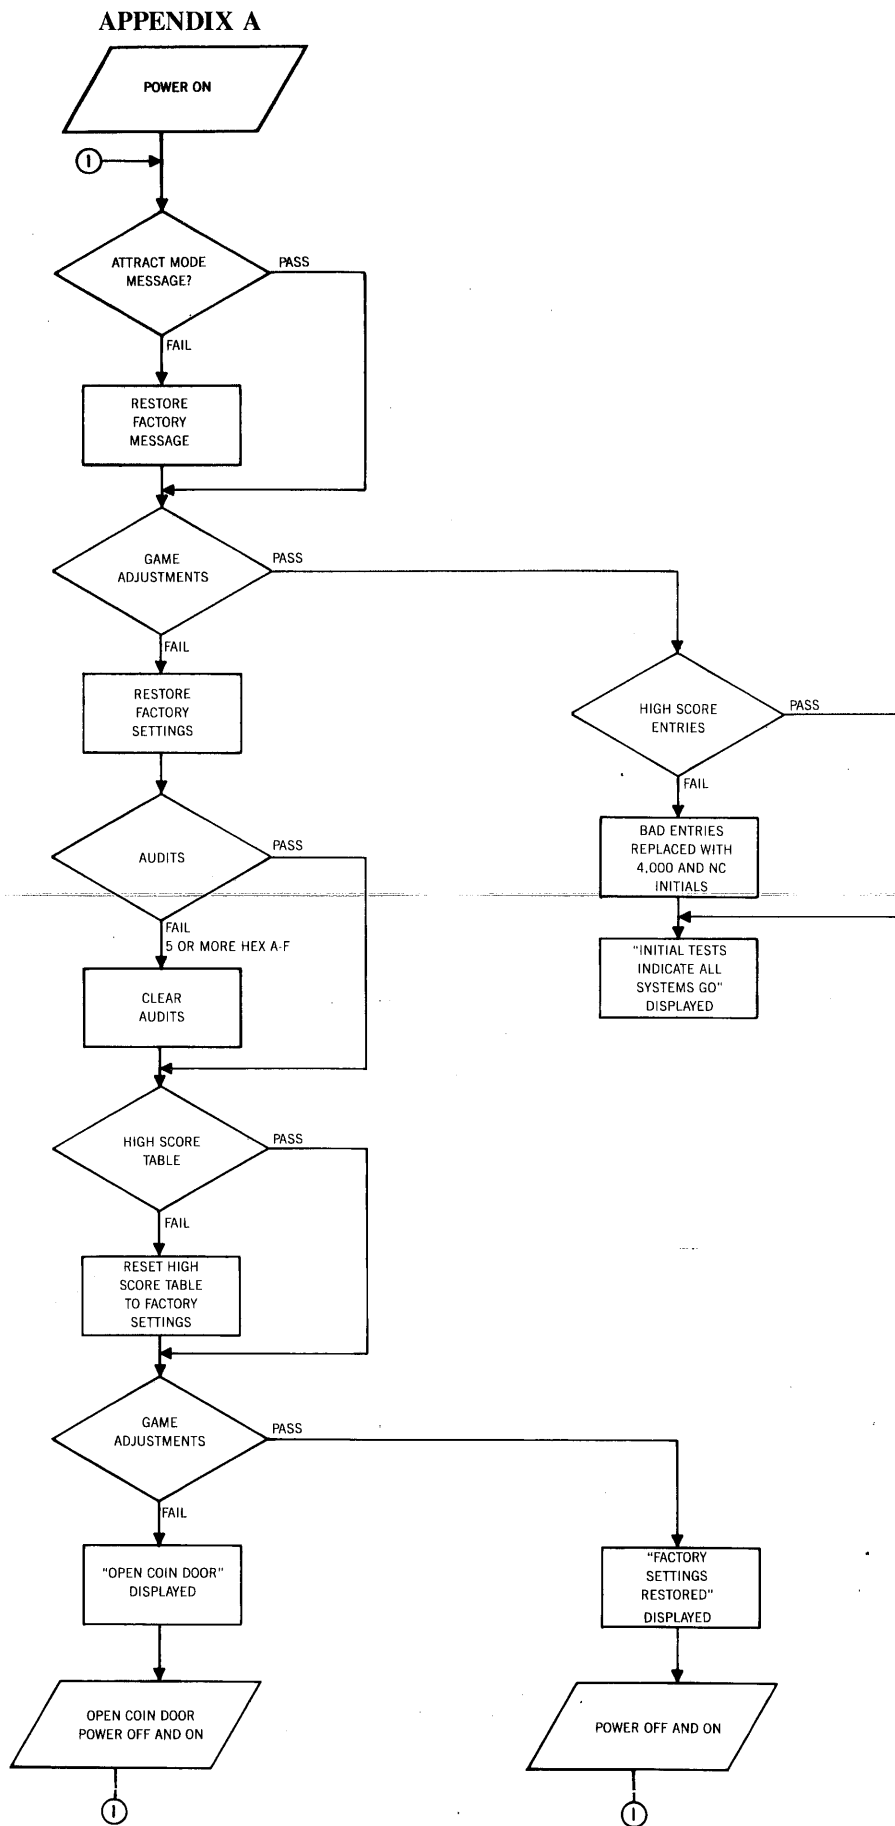 APPENDIX A
POWER ON
1
ATTRACT MODE
MESSAGE?
PASS
FAIL
RESTORE
FACTORY
MESSAGE
GAME
ADJUSTMENTS
PASS
FAIL
RESTORE
FACTORY
SETTINGS
HIGH SCORE
ENTRIES
PASS
FAIL
BAD ENTRIES
REPLACED WITH
4,000 AND NC
INITIALS
"INITIAL TESTS
INDICATE ALL
SYSTEMS GO"
DISPLAYED
AUDITS
PASS
FAIL
5 OR MORE HEX A-F
CLEAR
AUDITS
HIGH SCORE
TABLE
PASS
FAIL
RESET HIGH
SCORE TABLE
TO FACTORY
SETTINGS
GAME
ADJUSTMENTS
PASS
FAIL
"OPEN COIN DOOR"
DISPLAYED
"FACTORY
SETTINGS
RESTORED"
DISPLAYED
OPEN COIN DOOR
POWER OFF AND ON
POWER OFF AND ON
1
1